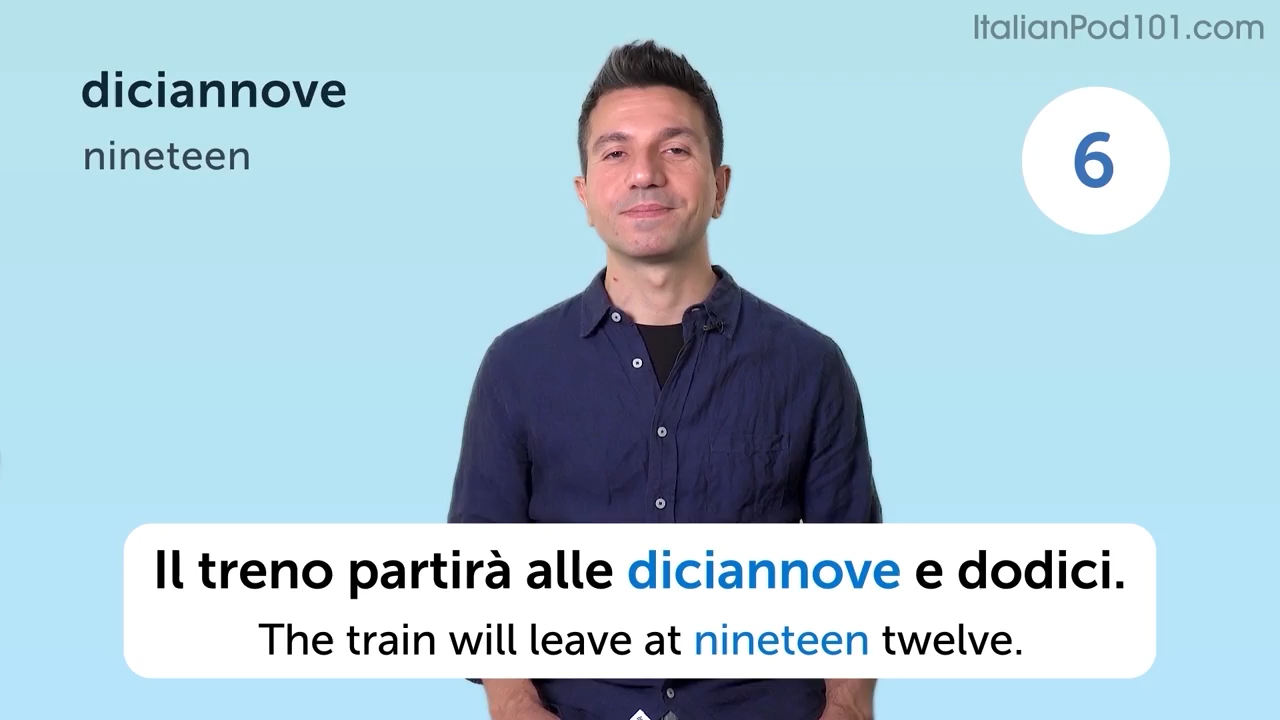 ItalianPod101.com
diciannove
nineteen
6
Il treno partirà alle diciannove e dodici.
The train will leave at nineteen twelve.